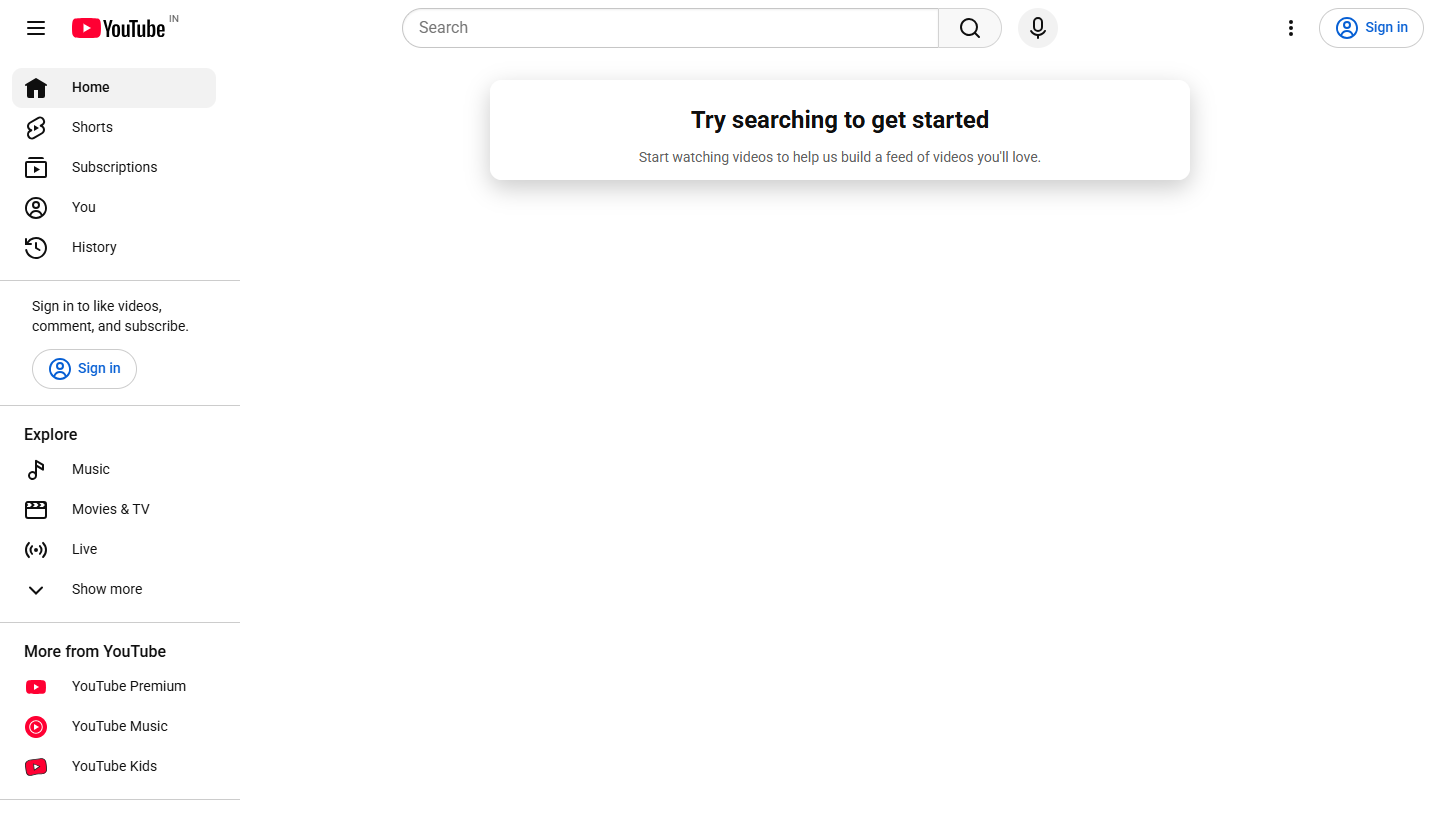 YouTube IN
Search
Sign in
Home
Shorts
Subscriptions
You
History
Sign in to like videos,
comment, and subscribe.
Sign in
Explore
Music
Movies & TV
Live
Show more
More from YouTube
YouTube Premium
YouTube Music
YouTube Kids
Try searching to get started
Start watching videos to help us build a feed of videos you'll love.